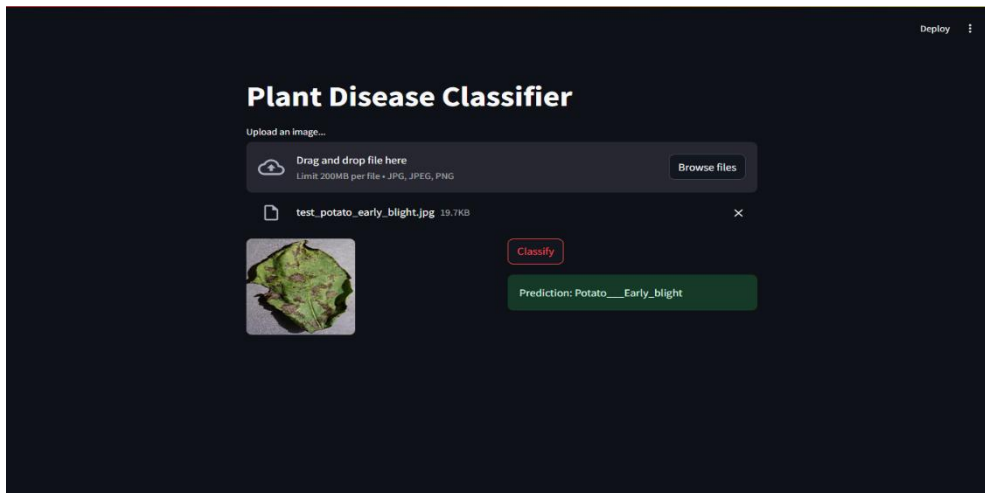 Deploy
Plant Disease Classifier
Upload an image...
Drag and drop file here
Limit 200MB per file • JPG, JPEG, PNG
Browse files
test_potato_early_blight.jpg 19.7KB
Classify
Prediction: Potato___Early_blight